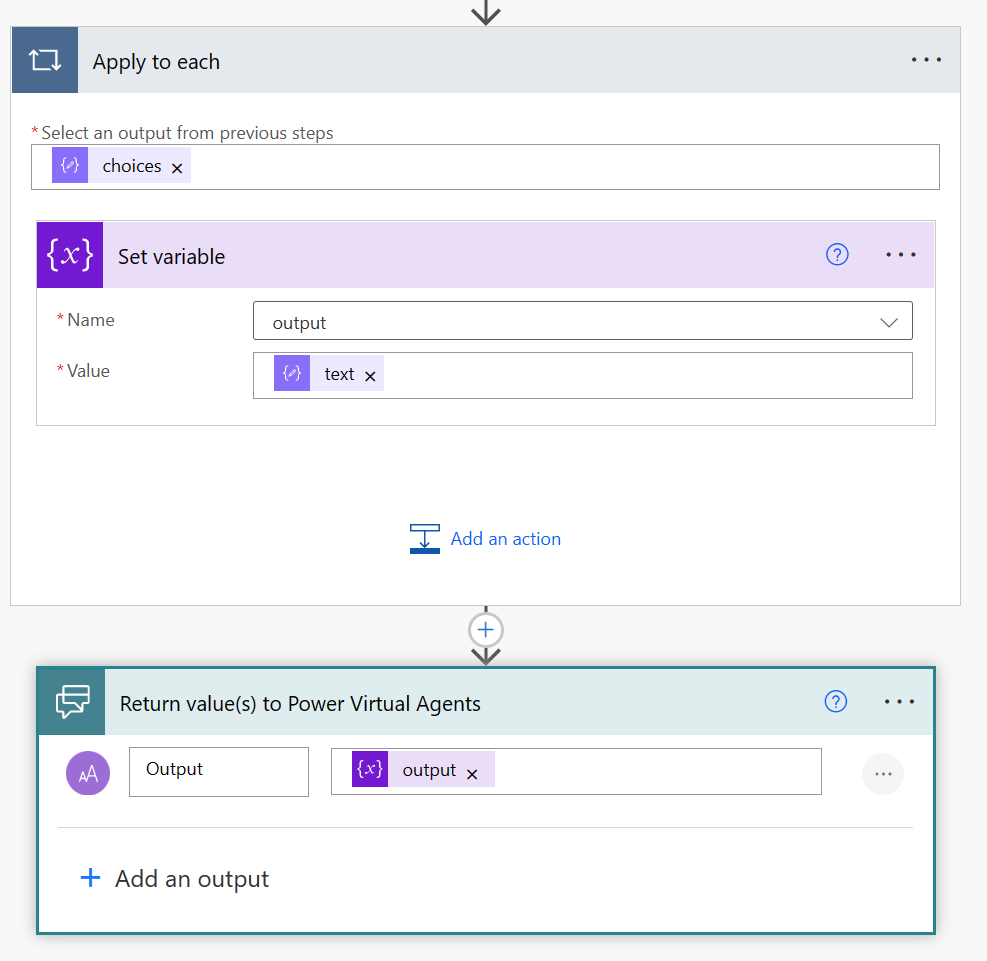 Apply to each
* Select an output from previous steps
choices ×
{x} Set variable
* Name output
* Value text ×
Add an action
Return value(s) to Power Virtual Agents
AA Output {x} output ×
+ Add an output